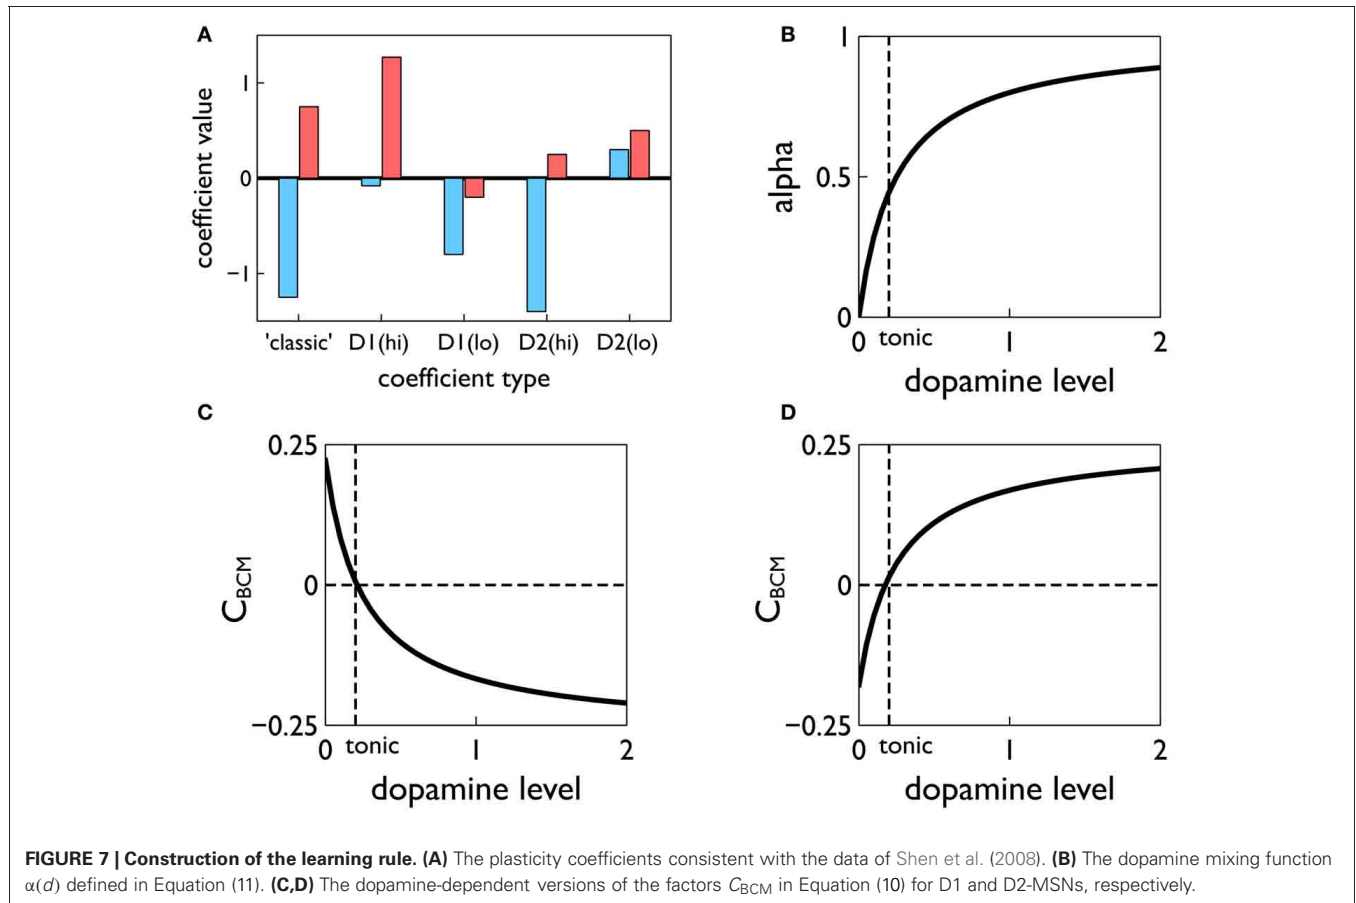 A
coefficient value
1
0
−1
'classic' D1(hi) D1(lo) D2(hi) D2(lo)
coefficient type
B
alpha
1
0.5
0
0 tonic 1 2
dopamine level
C
C_BCM
0.25
0
−0.25
0 tonic 1 2
dopamine level
D
C_BCM
0.25
0
−0.25
0 tonic 1 2
dopamine level
FIGURE 7 | Construction of the learning rule. (A) The plasticity coefficients consistent with the data of Shen et al. (2008). (B) The dopamine mixing function
α(d) defined in Equation (11). (C,D) The dopamine-dependent versions of the factors C_BCM in Equation (10) for D1 and D2-MSNs, respectively.